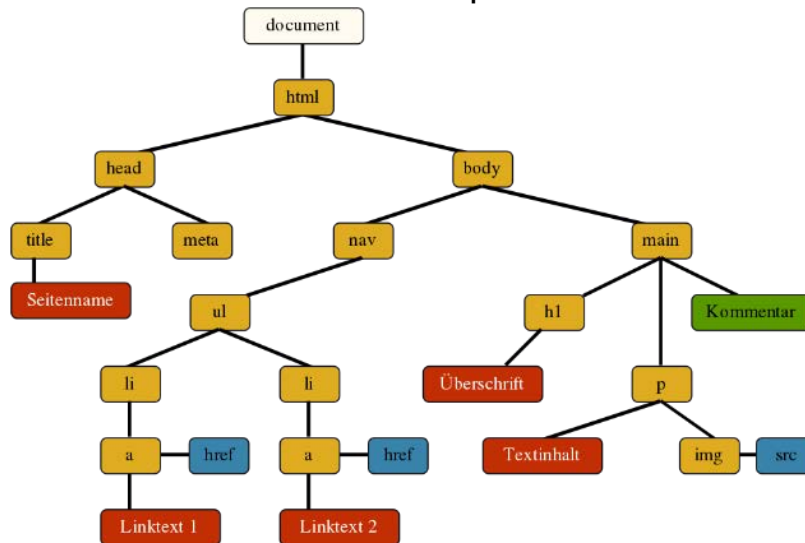 document
html
head
body
title
meta
nav
main
Seitenname
ul
h1
Kommentar
li
li
Überschrift
p
a
href
a
href
Textinhalt
img
src
Linktext 1
Linktext 2